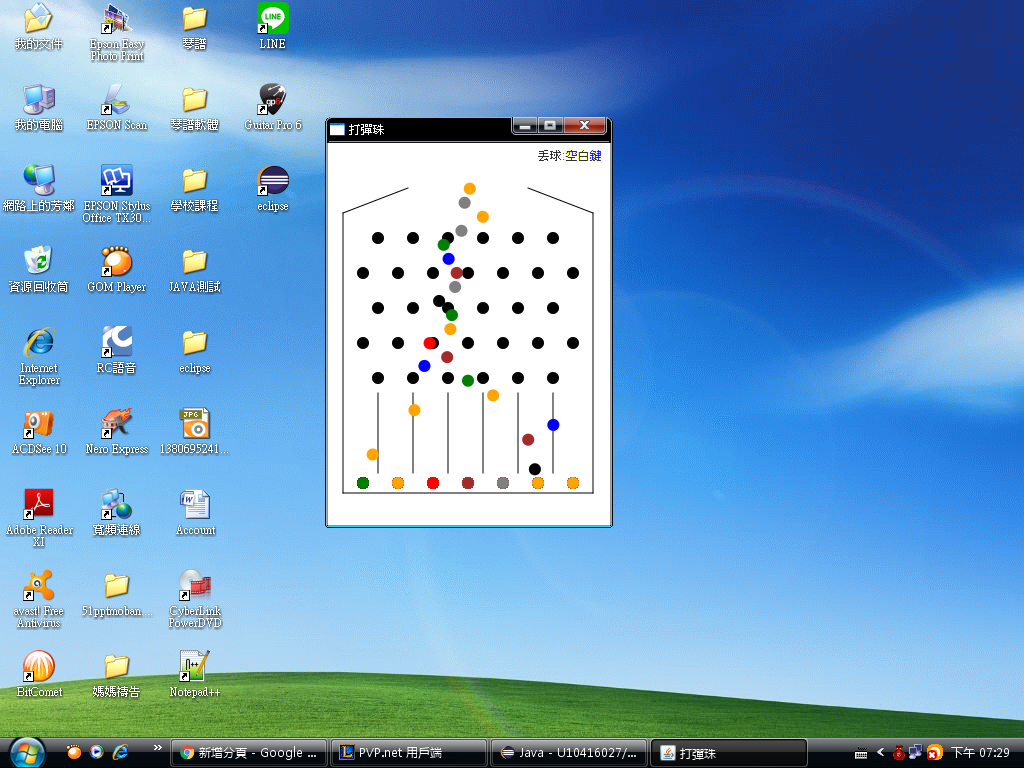 我的文件
Epson Easy
Photo Print
琴譜
LINE
我的電腦
EPSON Scan
琴譜軟體
Guitar Pro 6
網路上的芳鄰
EPSON Stylus
Office TX30...
學校課程
eclipse
資源回收筒
GOM Player
JAVA測試
Internet
Explorer
RC語音
eclipse
ACDSee 10
Nero Express
JPG
1380695241...
Adobe Reader
XI
寬頻連線
Account
avast! Free
Antivirus
51pptmoban....
CyberLink
PowerDVD
BitComet
媽媽禱告
Notepad++
打彈珠
丟球:空白鍵
新增分頁 - Google ...
PVP.net 用戶端
Java - U10416027/...
打彈珠
下午 07:29